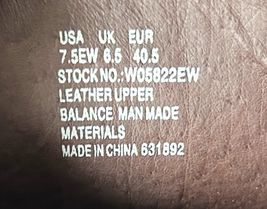 USA UK EUR
7.5EW 6.5 40.5
STOCK NO.:W05822EW
LEATHER UPPER
BALANCE MAN MADE
MATERIALS
MADE IN CHINA 631892